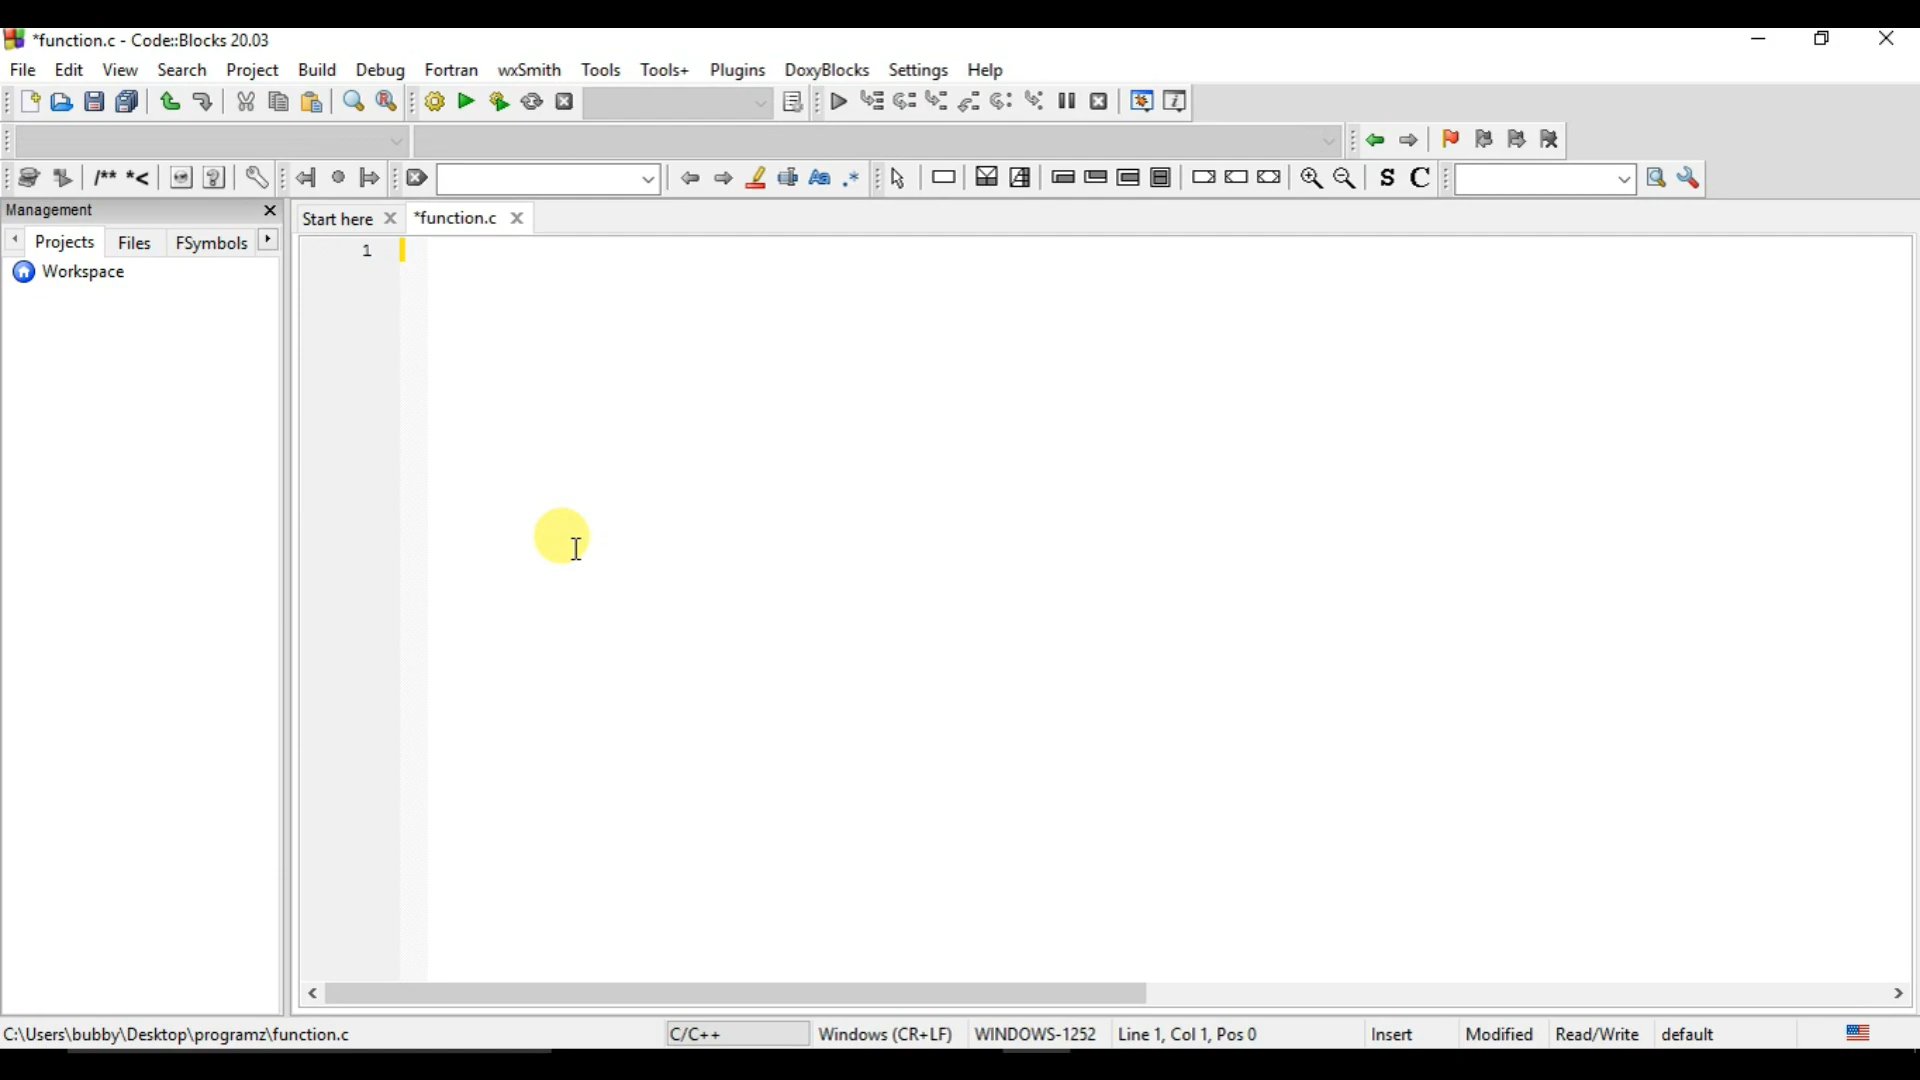 *function.c - Code::Blocks 20.03
File Edit View Search Project Build Debug Fortran wxSmith Tools Tools+ Plugins DoxyBlocks Settings Help
/** *<
S C
Management
Start here *function.c
Projects Files FSymbols
1
Workspace
C:\Users\bubby\Desktop\programz\function.c C/C++ Windows (CR+LF) WINDOWS-1252 Line 1, Col 1, Pos 0 Insert Modified Read/Write default